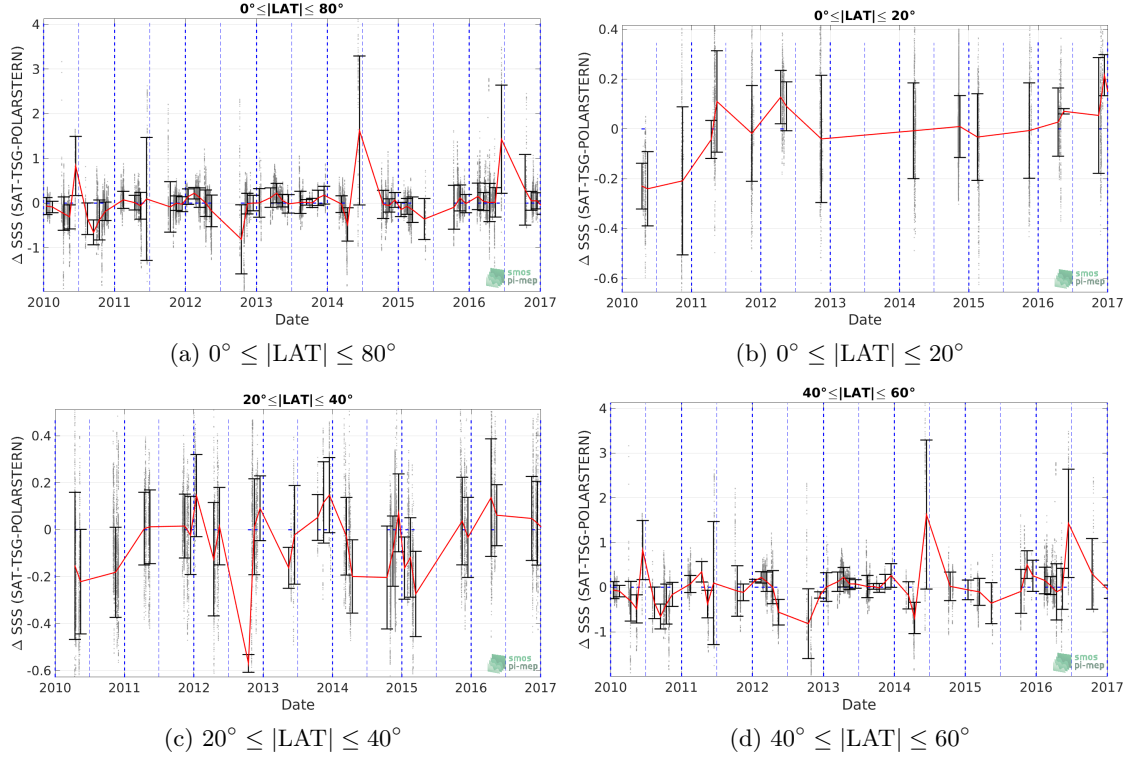 0°≤|LAT|≤ 80°
Δ SSS (SAT-TSG-POLARSTERN)
4
3
2
1
0
-1
2010 2011 2012 2013 2014 2015 2016 2017
Date
smos
pi-mep
(a) 0° ≤ |LAT| ≤ 80°
0°≤|LAT|≤ 20°
Δ SSS (SAT-TSG-POLARSTERN)
0.4
0.2
0
-0.2
-0.4
-0.6
2010 2011 2012 2013 2014 2015 2016 2017
Date
smos
pi-mep
(b) 0° ≤ |LAT| ≤ 20°
20°≤|LAT|≤ 40°
Δ SSS (SAT-TSG-POLARSTERN)
0.4
0.2
0
-0.2
-0.4
-0.6
2010 2011 2012 2013 2014 2015 2016 2017
Date
smos
pi-mep
(c) 20° ≤ |LAT| ≤ 40°
40°≤|LAT|≤ 60°
Δ SSS (SAT-TSG-POLARSTERN)
4
3
2
1
0
-1
2010 2011 2012 2013 2014 2015 2016 2017
Date
smos
pi-mep
(d) 40° ≤ |LAT| ≤ 60°